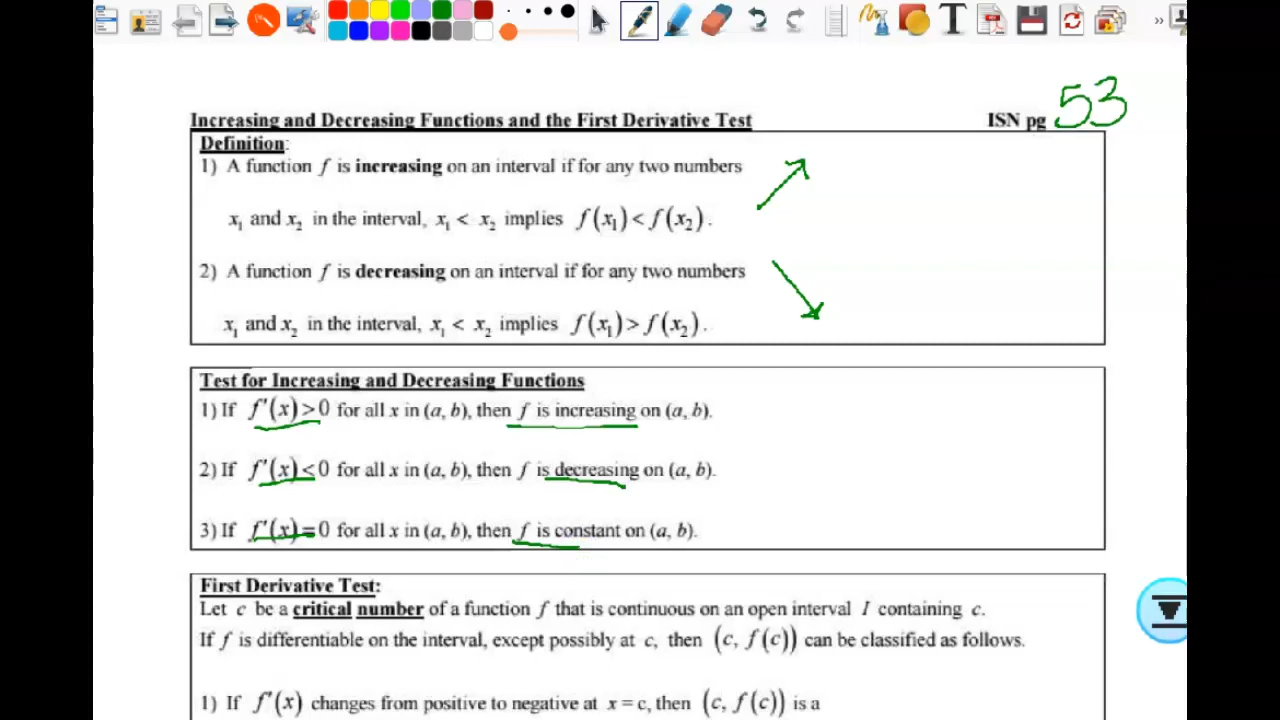 Increasing and Decreasing Functions and the First Derivative Test ISN pg 53
Definition:
1) A function f is increasing on an interval if for any two numbers
x₁ and x₂ in the interval, x₁ < x₂ implies f(x₁) < f(x₂).
2) A function f is decreasing on an interval if for any two numbers
x₁ and x₂ in the interval, x₁ < x₂ implies f(x₁) > f(x₂).
Test for Increasing and Decreasing Functions
1) If f'(x) > 0 for all x in (a, b), then f is increasing on (a, b).
2) If f'(x) < 0 for all x in (a, b), then f is decreasing on (a, b).
3) If f'(x) = 0 for all x in (a, b), then f is constant on (a, b).
First Derivative Test:
Let c be a critical number of a function f that is continuous on an open interval I containing c.
If f is differentiable on the interval, except possibly at c, then (c, f(c)) can be classified as follows.
1) If f'(x) changes from positive to negative at x = c, then (c, f(c)) is a